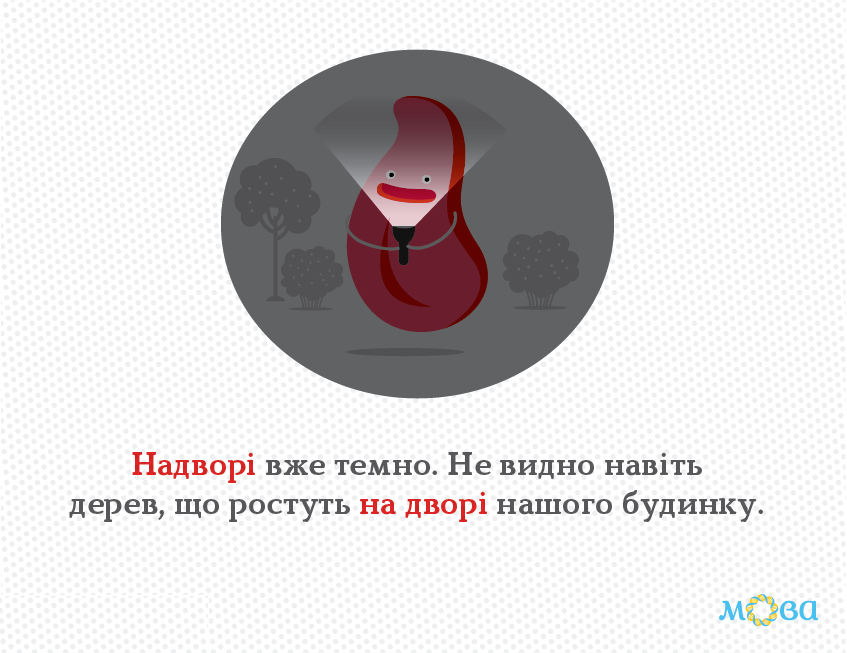 Надворі вже темно. Не видно навіть
дерев, що ростуть на дворі нашого будинку.
мова